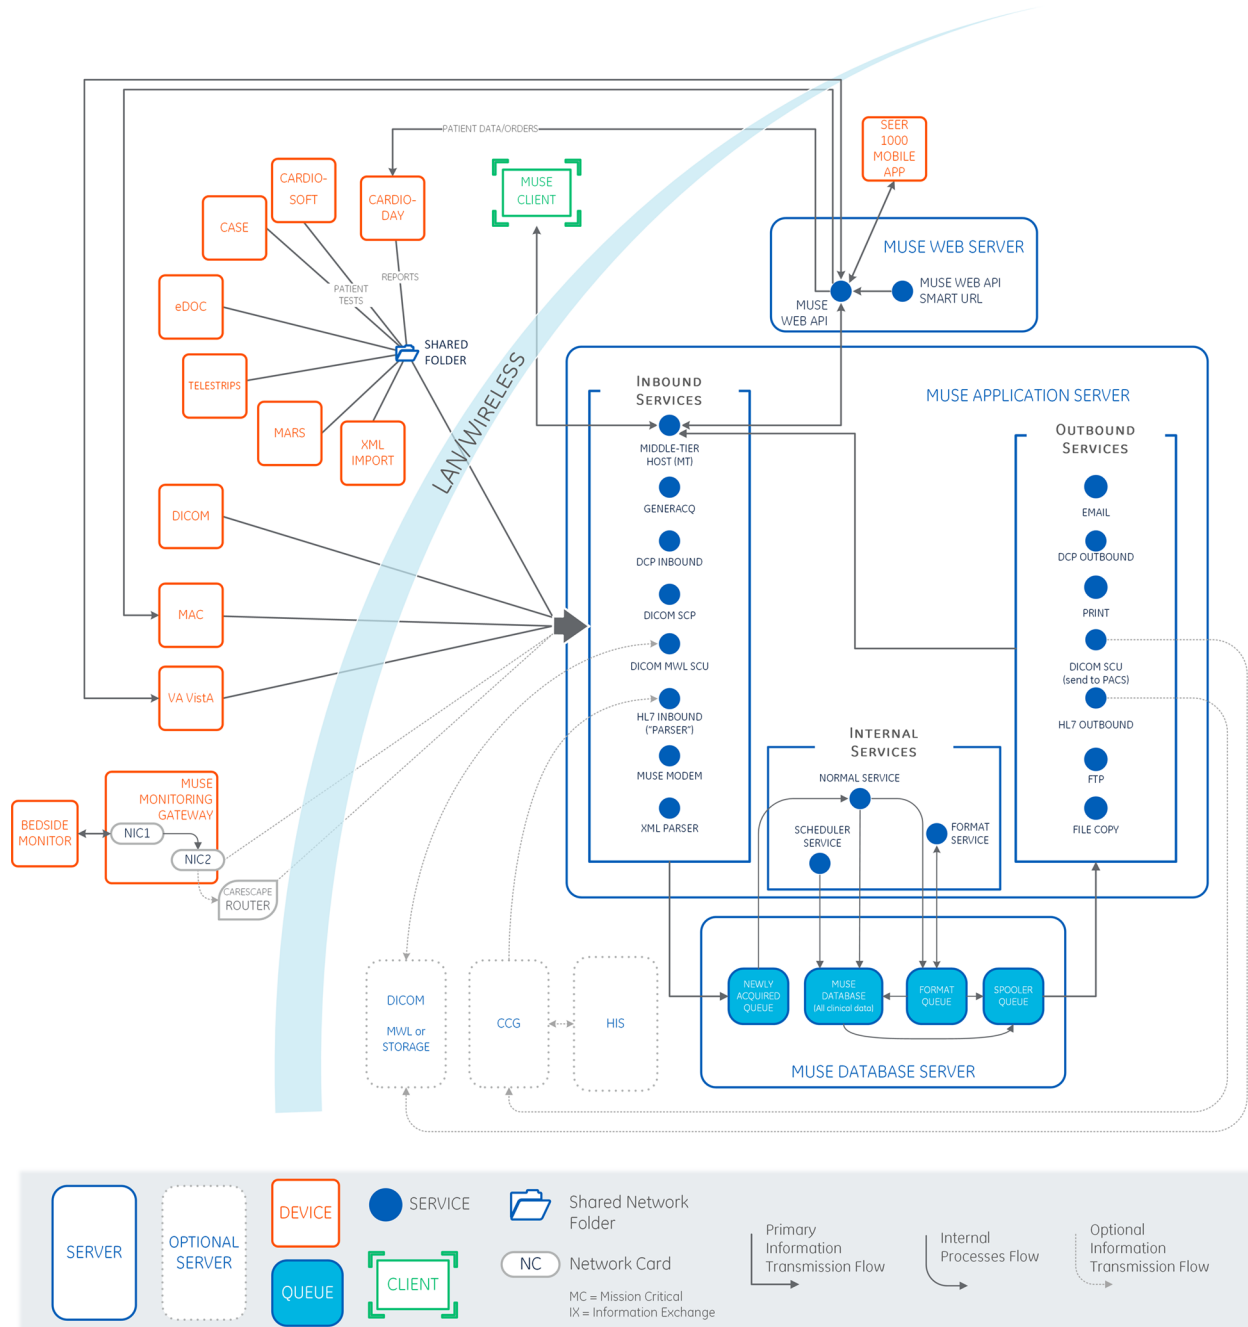 PATIENT DATA/ORDERS
SEER
1000
MOBILE
APP
CARDIO-
SOFT
MUSE
CLIENT
CARDIO-
DAY
CASE
MUSE WEB SERVER
REPORTS
PATIENT
TESTS
MUSE WEB API
SMART URL
MUSE
WEB API
eDOC
SHARED
FOLDER
TELESTRIPS
MARS
XML
IMPORT
LAN/WIRELESS
INBOUND
SERVICES
MUSE APPLICATION SERVER
OUTBOUND
SERVICES
MIDDLE-TIER
HOST (MT)
GENERACQ
DCP INBOUND
DICOM SCP
DICOM MWL SCU
HL7 INBOUND
("PARSER")
MUSE MODEM
XML PARSER
EMAIL
DCP OUTBOUND
PRINT
DICOM SCU
(send to PACS)
HL7 OUTBOUND
FTP
FILE COPY
DICOM
MAC
VA VistA
INTERNAL
SERVICES
NORMAL SERVICE
SCHEDULER
SERVICE
FORMAT
SERVICE
MUSE
MONITORING
GATEWAY
BEDSIDE
MONITOR
NIC1
NIC2
CARESCAPE
ROUTER
DICOM
MWL or
STORAGE
CCG
HIS
NEWLY
ACQUIRED
QUEUE
MUSE
DATABASE
(All clinical data)
FORMAT
QUEUE
SPOOLER
QUEUE
MUSE DATABASE SERVER
SERVER
OPTIONAL
SERVER
DEVICE
QUEUE
SERVICE
CLIENT
Shared Network
Folder
NC
Network Card
MC = Mission Critical
IX = Information Exchange
Primary
Information
Transmission Flow
Internal
Processes Flow
Optional
Information
Transmission Flow